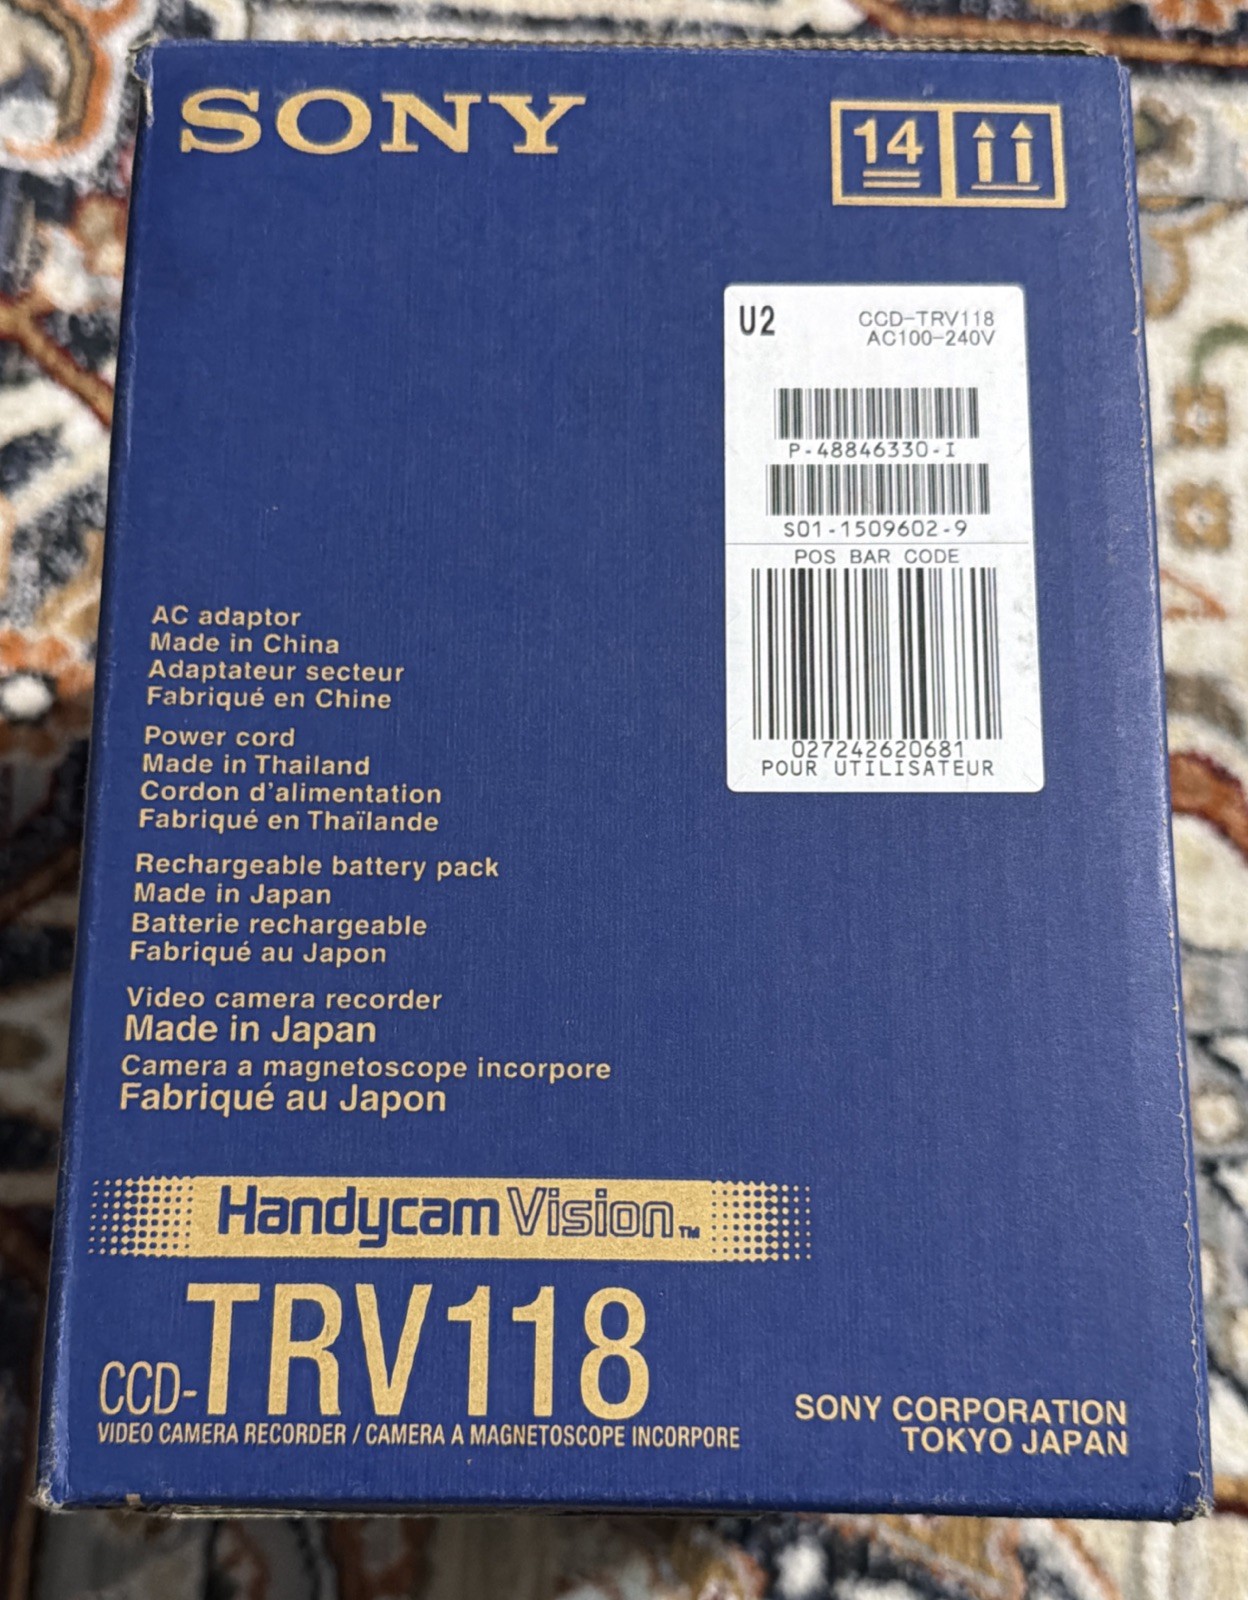 SONY
14
U2
CCD-TRV118
AC100-240V
P-48846330-I
S01-1509602-9
POS BAR CODE
027242620681
POUR UTILISATEUR
AC adaptor
Made in China
Adaptateur secteur
Fabriqué en Chine
Power cord
Made in Thailand
Cordon d'alimentation
Fabriqué en Thaïlande
Rechargeable battery pack
Made in Japan
Batterie rechargeable
Fabriqué au Japon
Video camera recorder
Made in Japan
Camera a magnetoscope incorpore
Fabriqué au Japon
Handycam Vision™
CCD-TRV118
VIDEO CAMERA RECORDER / CAMERA A MAGNETOSCOPE INCORPORE
SONY CORPORATION
TOKYO JAPAN